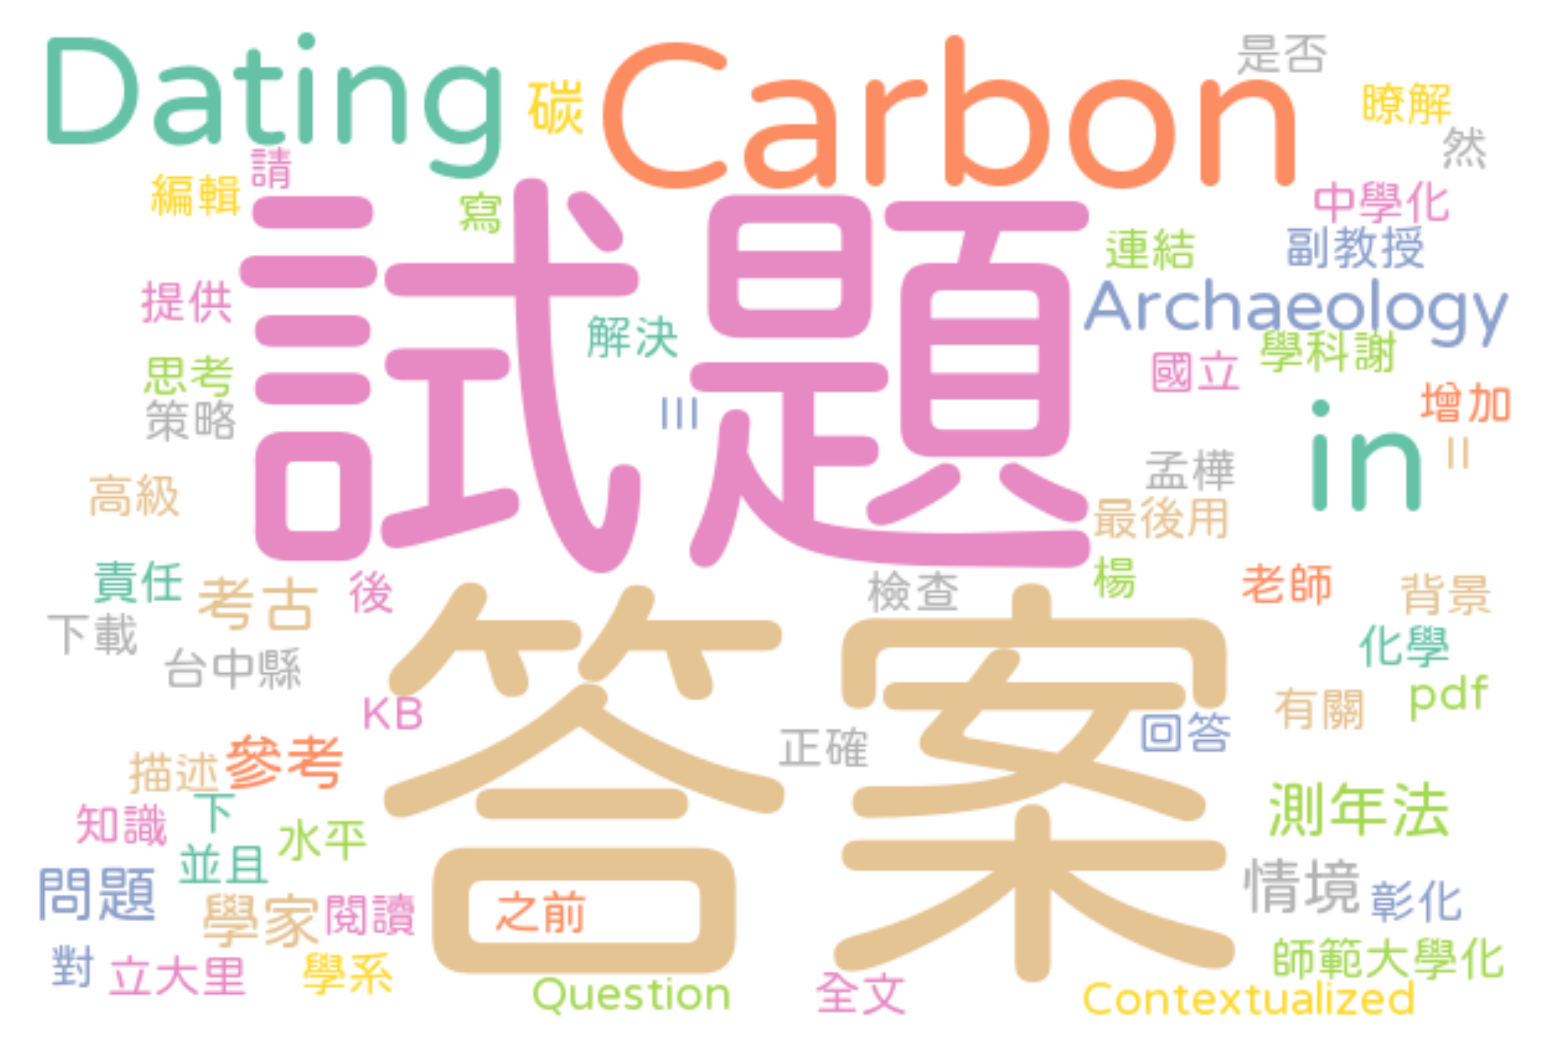 Dating
碳
Carbon
是否
瞭解
然
請
編輯
寫
試題
中學化
連結
副教授
提供
解決
Archaeology
學科謝
思考
國立
策略
III
增加
in
II
高級
孟樺
最後用
責任
考古
後
答案
檢查
楊
老師
背景
下載
台中縣
化學
KB
pdf
有關
正確
回答
描述
參考
知識
下
水平
測年法
並且
問題
情境
彰化
學家
閱讀
之前
對
立大里
學系
師範大學化
Question
全文
Contextualized